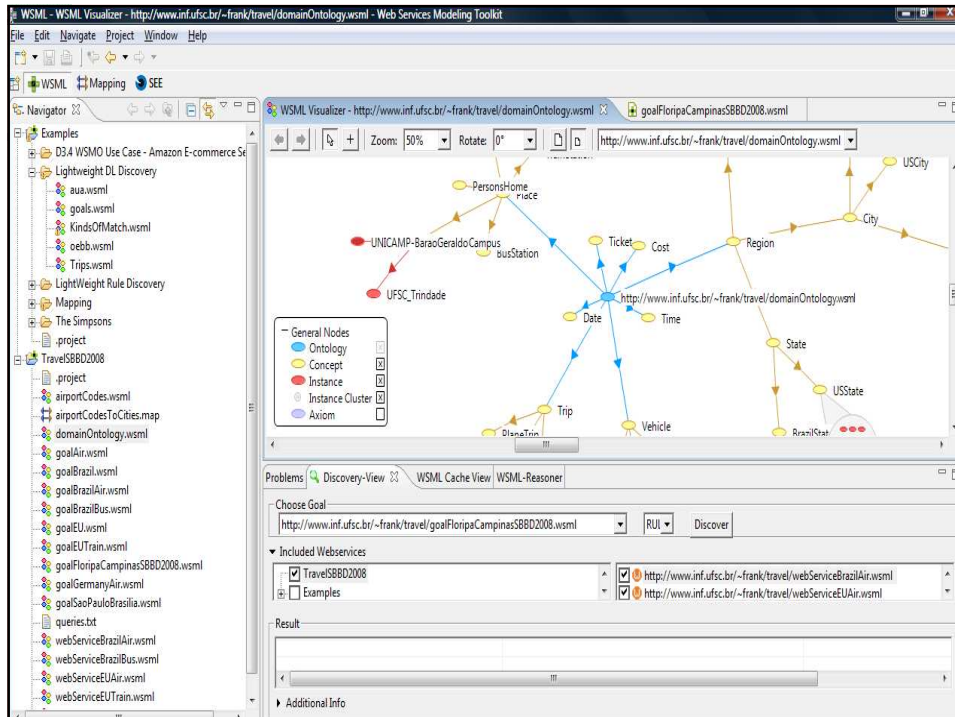 WSML - WSML Visualizer - http://www.inf.ufsc.br/~frank/travel/domainOntology.wsml - Web Services Modeling Toolkit
File Edit Navigate Project Window Help
WSML Mapping SEE
Navigator
Examples
D3.4 WSMO Use Case - Amazon E-commerce Se
Lightweight DL Discovery
aua.wsml
goals.wsml
KindsOfMatch.wsml
oebb.wsml
Trips.wsml
LightWeight Rule Discovery
Mapping
The Simpsons
.project
TravelSBBD2008
.project
airportCodes.wsml
airportCodesToCities.map
domainOntology.wsml
goalAir.wsml
goalBrazil.wsml
goalBrazilAir.wsml
goalBrazilBus.wsml
goalEU.wsml
goalEUTrain.wsml
goalFloripaCampinasSBBD2008.wsml
goalGermanyAir.wsml
goalSaoPauloBrasilia.wsml
queries.txt
webServiceBrazilAir.wsml
webServiceBrazilBus.wsml
webServiceEUAir.wsml
webServiceEUTrain.wsml
WSML Visualizer - http://www.inf.ufsc.br/~frank/travel/domainOntology.wsml
goalFloripaCampinasSBBD2008.wsml
Zoom: 50% Rotate: 0° http://www.inf.ufsc.br/~frank/travel/domainOntology.wsml
USCity
PersonsHome
Place
City
UNICAMP-BaraoGeraldoCampus
BusStation
Ticket
Cost
Region
UFSC_Trindade
http://www.inf.ufsc.br/~frank/travel/domainOntology.wsml
Date
Time
State
USState
Trip
Vehicle
PlaneTrip
BrazilStat
General Nodes
Ontology
Concept
Instance
Instance Cluster
Axiom
Problems Discovery-View WSML Cache View WSML-Reasoner
Choose Goal
http://www.inf.ufsc.br/~frank/travel/goalFloripaCampinasSBBD2008.wsml RUL Discover
Included Webservices
TravelSBBD2008
Examples
http://www.inf.ufsc.br/~frank/travel/webServiceBrazilAir.wsml
http://www.inf.ufsc.br/~frank/travel/webServiceEUAir.wsml
Result
Additional Info